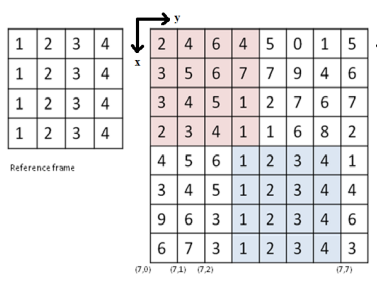 y
x
1 2 3 4
1 2 3 4
1 2 3 4
1 2 3 4
Reference frame
2 4 6 4 5 0 1 5
3 5 6 7 7 9 4 6
3 4 5 1 2 7 6 7
2 3 4 1 1 6 8 2
4 5 6 1 2 3 4 1
3 4 5 1 2 3 4 4
9 6 3 1 2 3 4 6
6 7 3 1 2 3 4 3
(7,0) (7,1) (7,2) (7,7)